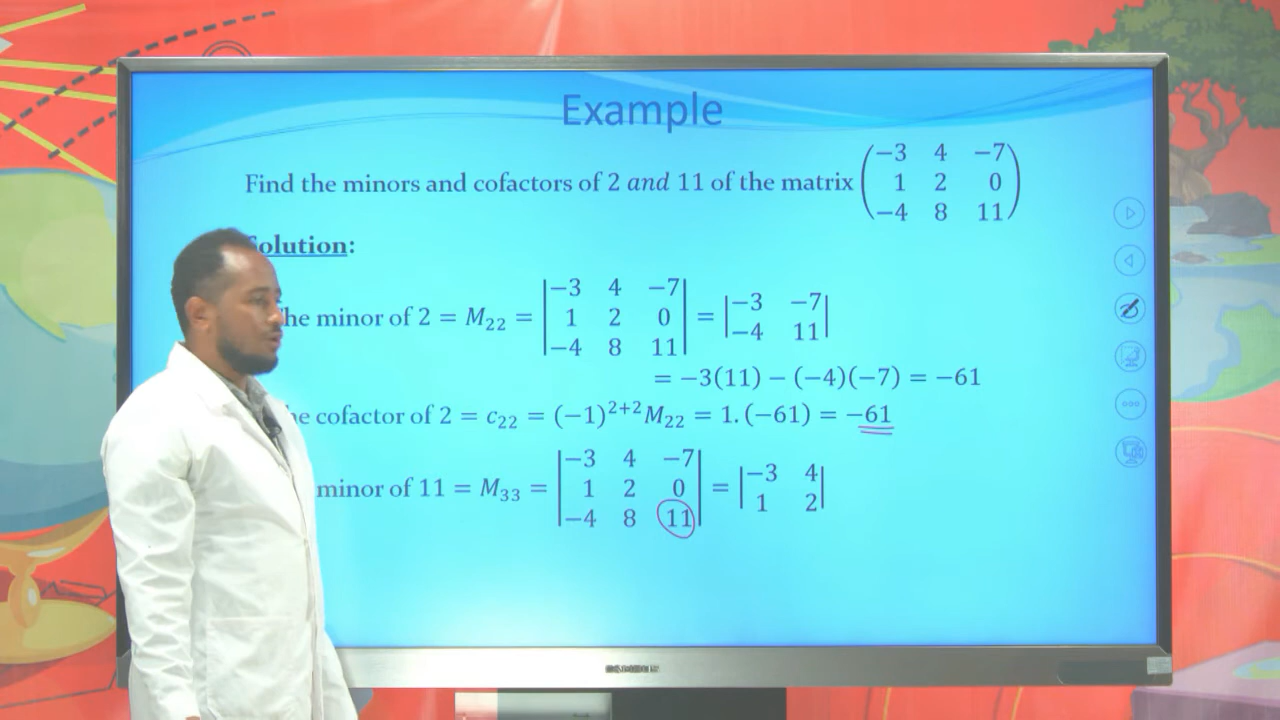 Example
Find the minors and cofactors of 2 and 11 of the matrix (−3 4 −7
1 2 0
−4 8 11)
Solution:
he minor of 2 = M₂₂ = |−3 4 −7
1 2 0
−4 8 11| = |−3 −7
−4 11|
= −3(11) − (−4)(−7) = −61
he cofactor of 2 = c₂₂ = (−1)²⁺²M₂₂ = 1. (−61) = −61
minor of 11 = M₃₃ = |−3 4 −7
1 2 0
−4 8 11| = |−3 4
1 2|